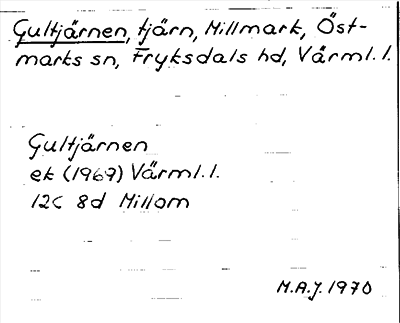 Gultjärnen, tjärn, Millmark, Öst-
marks sn, Fryksdals hd, Värml. l.
Gultjärnen
ek (1969) Värml. l.
12C 8d Millom
M.A.J. 1970